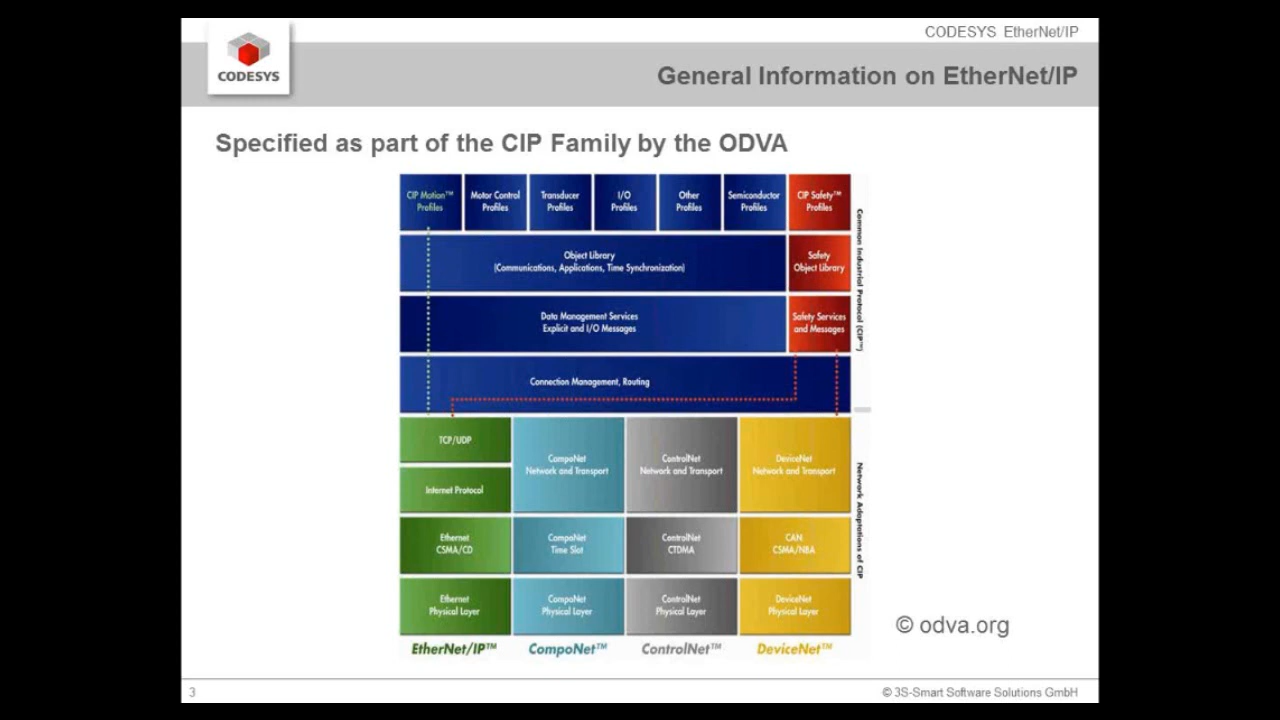 CODESYS EtherNet/IP
CODESYS
General Information on EtherNet/IP
Specified as part of the CIP Family by the ODVA
CIP Motion™
Profiles
Motor Control
Profiles
Transducer
Profiles
I/O
Profiles
Other
Profiles
Semiconductor
Profiles
CIP Safety™
Profiles
Object Library
(Communications, Applications, Time Synchronization)
Safety
Object Library
Data Management Services
Explicit and I/O Messages
Safety Services
and Messages
Connection Management, Routing
Common Industrial Protocol (CIP™)
TCP/UDP
Internet Protocol
CompoNet
Network and Transport
ControlNet
Network and Transport
DeviceNet
Network and Transport
Ethernet
CSMA/CD
CompoNet
Time Slot
ControlNet
CTDMA
CAN
CSMA/NBA
Ethernet
Physical Layer
CompoNet
Physical Layer
ControlNet
Physical Layer
DeviceNet
Physical Layer
Network Adaptations of CIP
EtherNet/IP™
CompoNet™
ControlNet™
DeviceNet™
© odva.org
3
© 3S-Smart Software Solutions GmbH